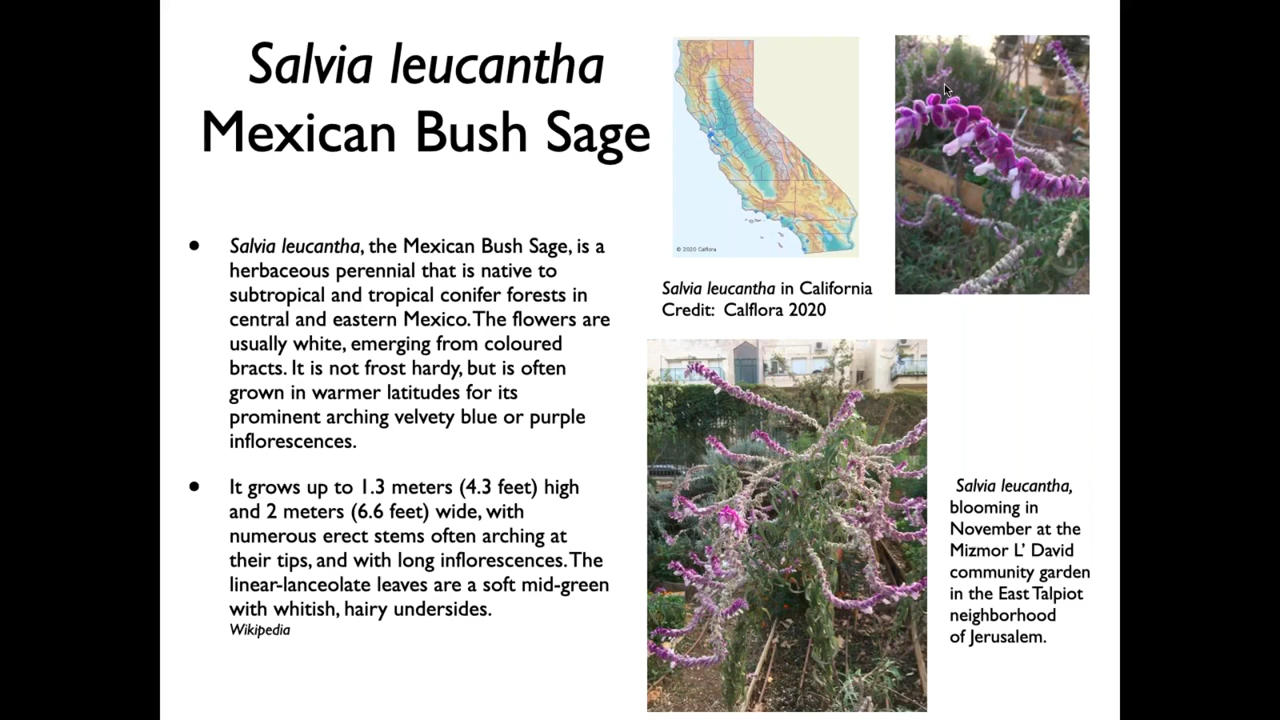 Salvia leucantha
Mexican Bush Sage
• Salvia leucantha, the Mexican Bush Sage, is a
herbaceous perennial that is native to
subtropical and tropical conifer forests in
central and eastern Mexico. The flowers are
usually white, emerging from coloured
bracts. It is not frost hardy, but is often
grown in warmer latitudes for its
prominent arching velvety blue or purple
inflorescences.
• It grows up to 1.3 meters (4.3 feet) high
and 2 meters (6.6 feet) wide, with
numerous erect stems often arching at
their tips, and with long inflorescences. The
linear-lanceolate leaves are a soft mid-green
with whitish, hairy undersides.
Wikipedia
© 2020 Calflora
Salvia leucantha in California
Credit: Calflora 2020
Salvia leucantha,
blooming in
November at the
Mizmor L' David
community garden
in the East Talpiot
neighborhood
of Jerusalem.